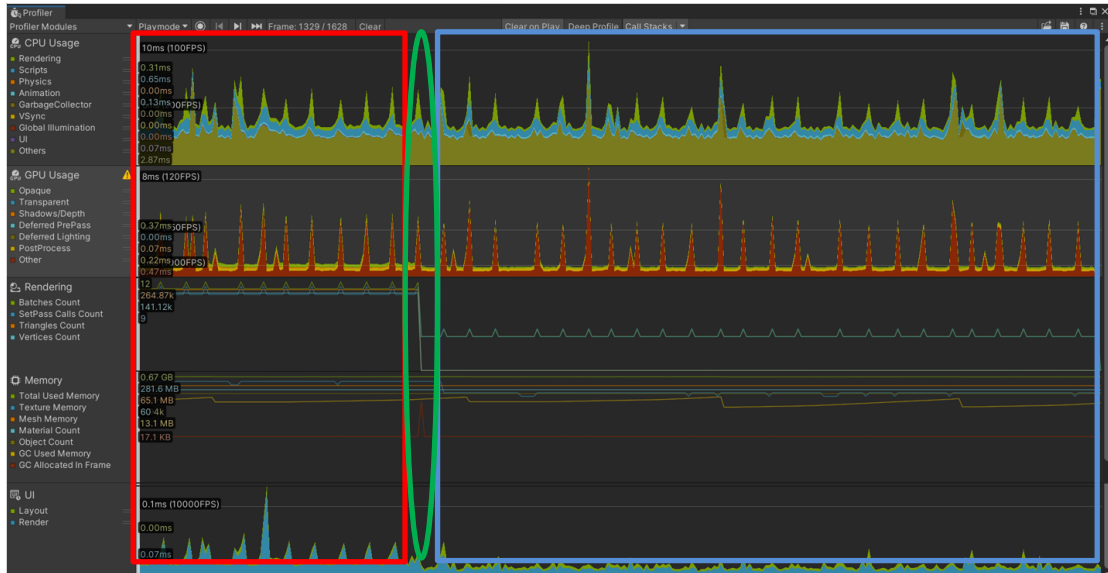 Profiler
Profiler Modules
Playmode
Frame: 1329 / 1628
Clear
Clear on Play
Deep Profile
Call Stacks
CPU Usage
Rendering
Scripts
Physics
Animation
GarbageCollector
VSync
Global Illumination
UI
Others
10ms (100FPS)
0.31ms
0.65ms
0.00ms
0.13ms
0.00ms
0.00ms
0.00ms
0.07ms
2.87ms
GPU Usage
Opaque
Transparent
Shadows/Depth
Deferred PrePass
Deferred Lighting
PostProcess
Other
8ms (120FPS)
0.37ms
0.00ms
0.07ms
0.22ms
0.47ms
Rendering
Batches Count
SetPass Calls Count
Triangles Count
Vertices Count
12
264.87k
141.12k
9
Memory
Total Used Memory
Texture Memory
Mesh Memory
Material Count
Object Count
GC Used Memory
GC Allocated In Frame
0.67 GB
281.6 MB
65.1 MB
13.1 MB
17.1 KB
UI
Layout
Render
0.1ms (10000FPS)
0.00ms
0.07ms